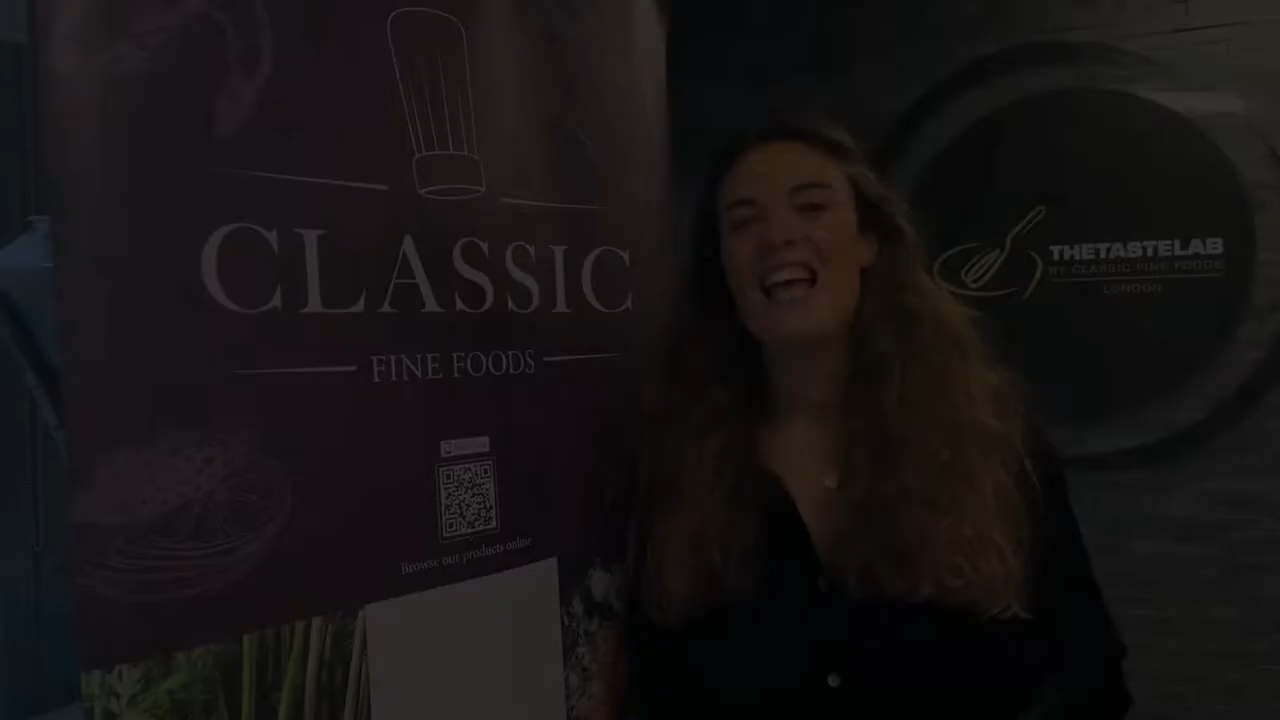 CLASSIC
FINE FOODS
Browse our products online
THETASTELAB
BY CLASSIC FINE FOODS
LONDON